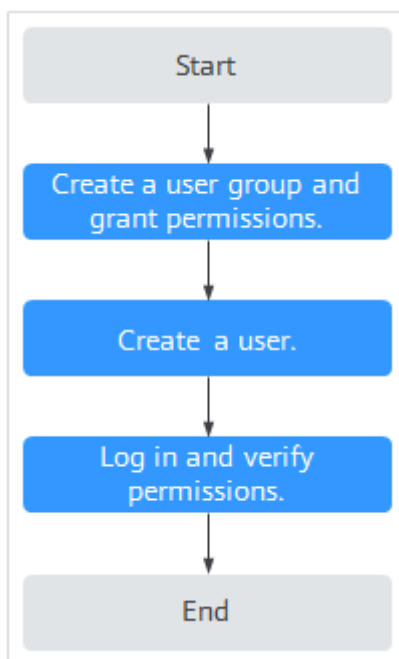 Start
Create a user group and
grant permissions.
Create a user.
Log in and verify
permissions.
End